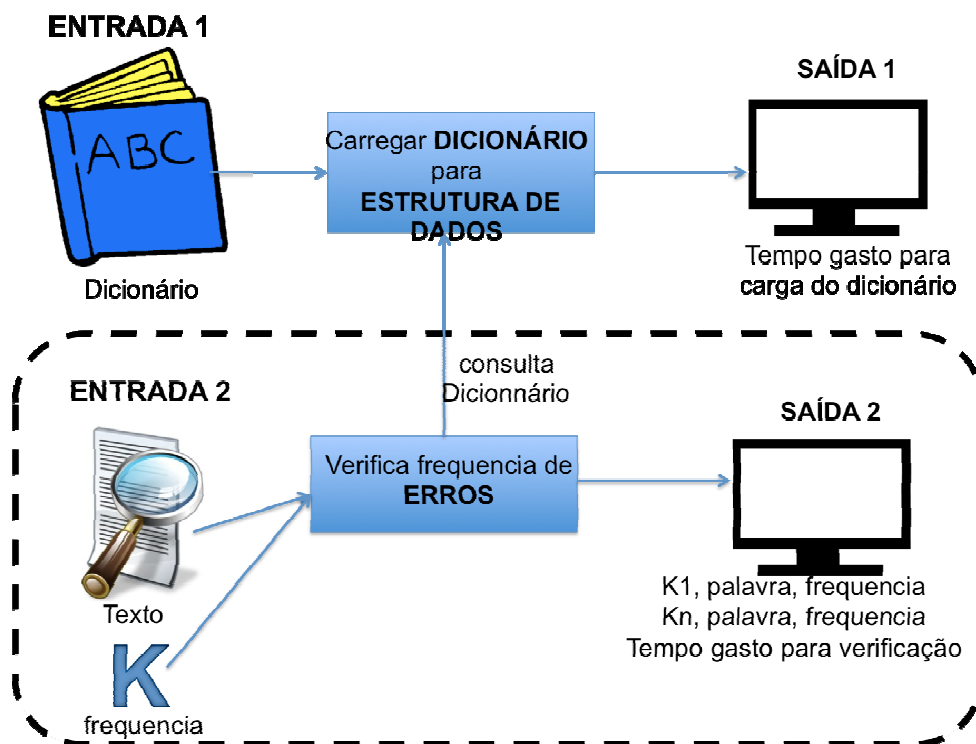 ENTRADA 1
ABC
Dicionário
Carregar DICIONÁRIO
para
ESTRUTURA DE
DADOS
SAÍDA 1
Tempo gasto para
carga do dicionário
consulta
Dicionnário
ENTRADA 2
Texto
K
frequencia
Verifica frequencia de
ERROS
SAÍDA 2
K1, palavra, frequencia
Kn, palavra, frequencia
Tempo gasto para verificação